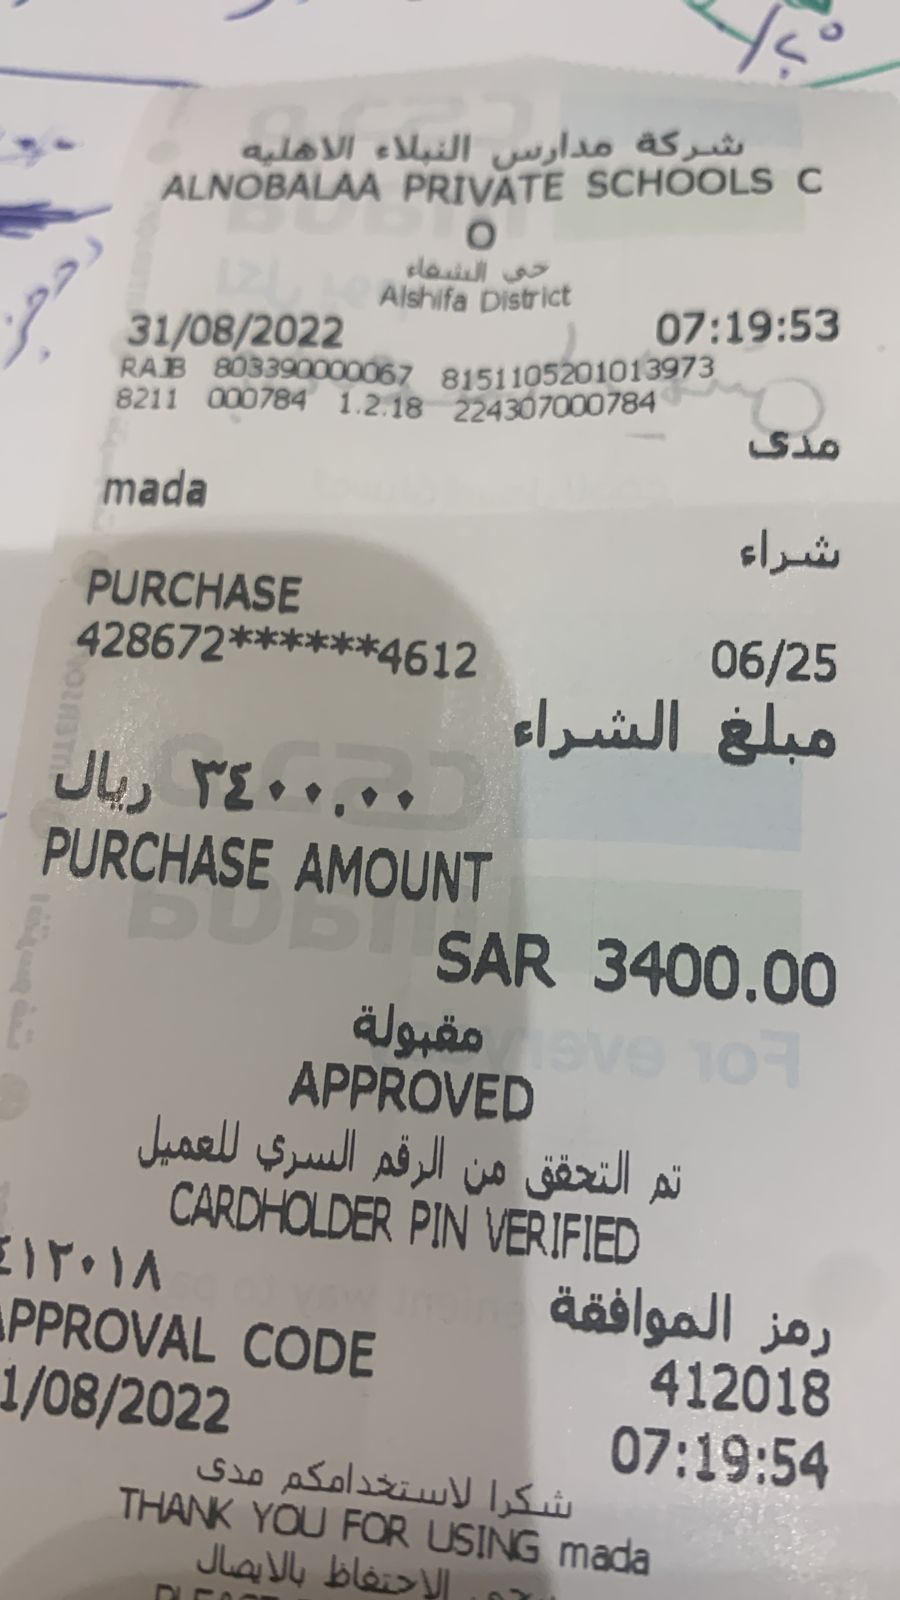 شركة مدارس النبلاء الاهليه
ALNOBALAA PRIVATE SCHOOLS C
O
حي الشفاء
Alshifa District
31/08/2022 07:19:53
RAJB 803390000067 8151105201013973
8211 000784 1.2.18 224307000784
مدى
mada
شراء
PURCHASE
428672******4612 06/25
مبلغ الشراء
٣٤٠٠.٠٠ ريال
PURCHASE AMOUNT
SAR 3400.00
مقبولة
APPROVED
تم التحقق من الرقم السري للعميل
CARDHOLDER PIN VERIFIED
رمز الموافقة ٤١٢٠١٨
APPROVAL CODE 412018
1/08/2022 07:19:54
شكرا لاستخدامكم مدى
THANK YOU FOR USING mada
الاحتفاظ بالايصال